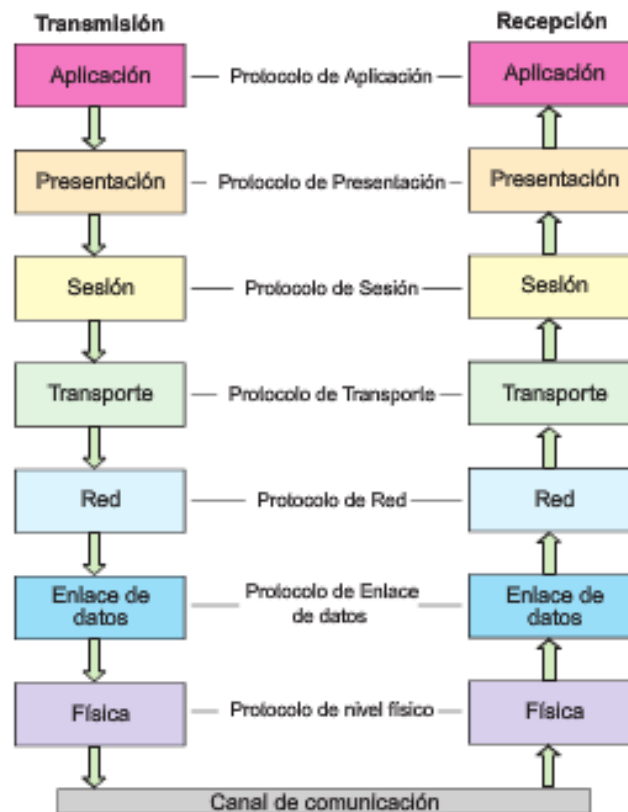 Transmisión Recepción
Aplicación Protocolo de Aplicación Aplicación
Presentación Protocolo de Presentación Presentación
Sesión Protocolo de Sesión Sesión
Transporte Protocolo de Transporte Transporte
Red Protocolo de Red Red
Enlace de datos Protocolo de Enlace de datos Enlace de datos
Física Protocolo de nivel físico Física
Canal de comunicación